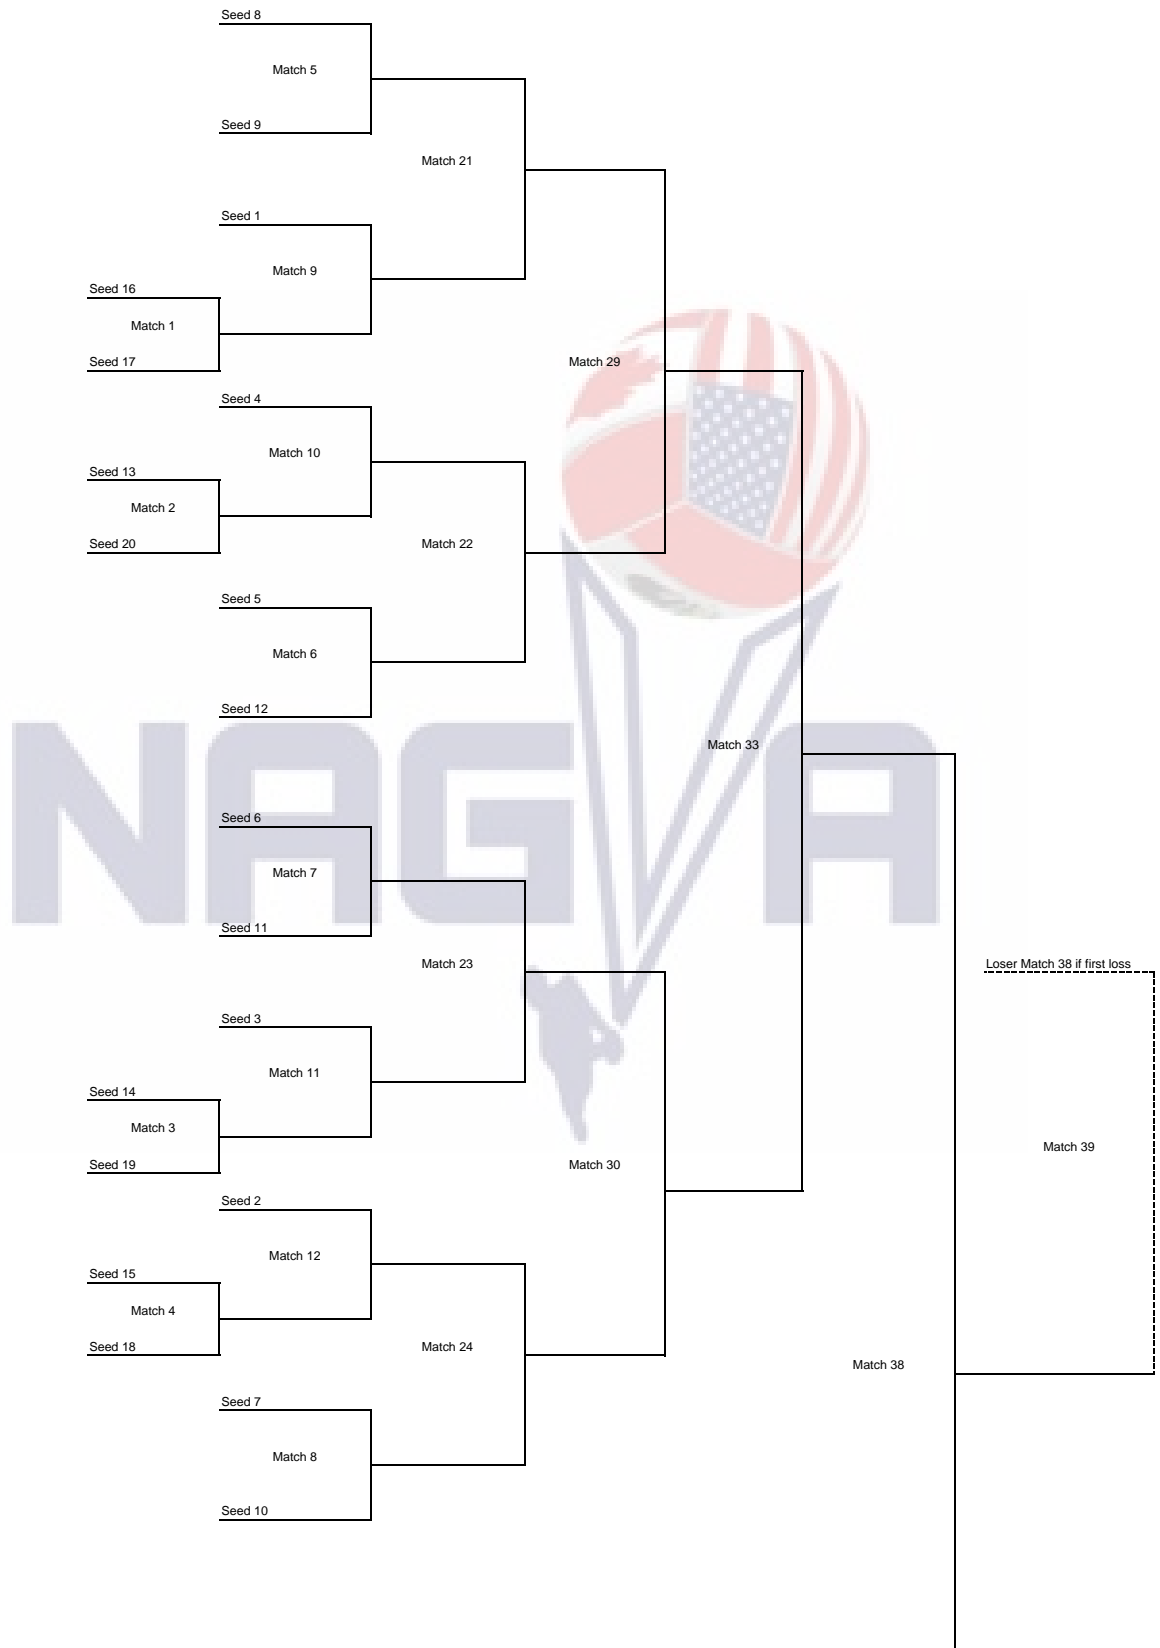 Seed 8
Match 5
Seed 9
Match 21
Seed 1
Match 9
Seed 16
Match 1
Seed 17
Match 29
Seed 4
Match 10
Seed 13
Match 2
Seed 20
Match 22
Seed 5
Match 6
Seed 12
Match 33
NAGVA
Seed 6
Match 7
Seed 11
Match 23
Loser Match 38 if first loss
Seed 3
Match 11
Seed 14
Match 3
Match 39
Seed 19
Match 30
Seed 2
Match 12
Seed 15
Match 4
Seed 18
Match 24
Match 38
Seed 7
Match 8
Seed 10